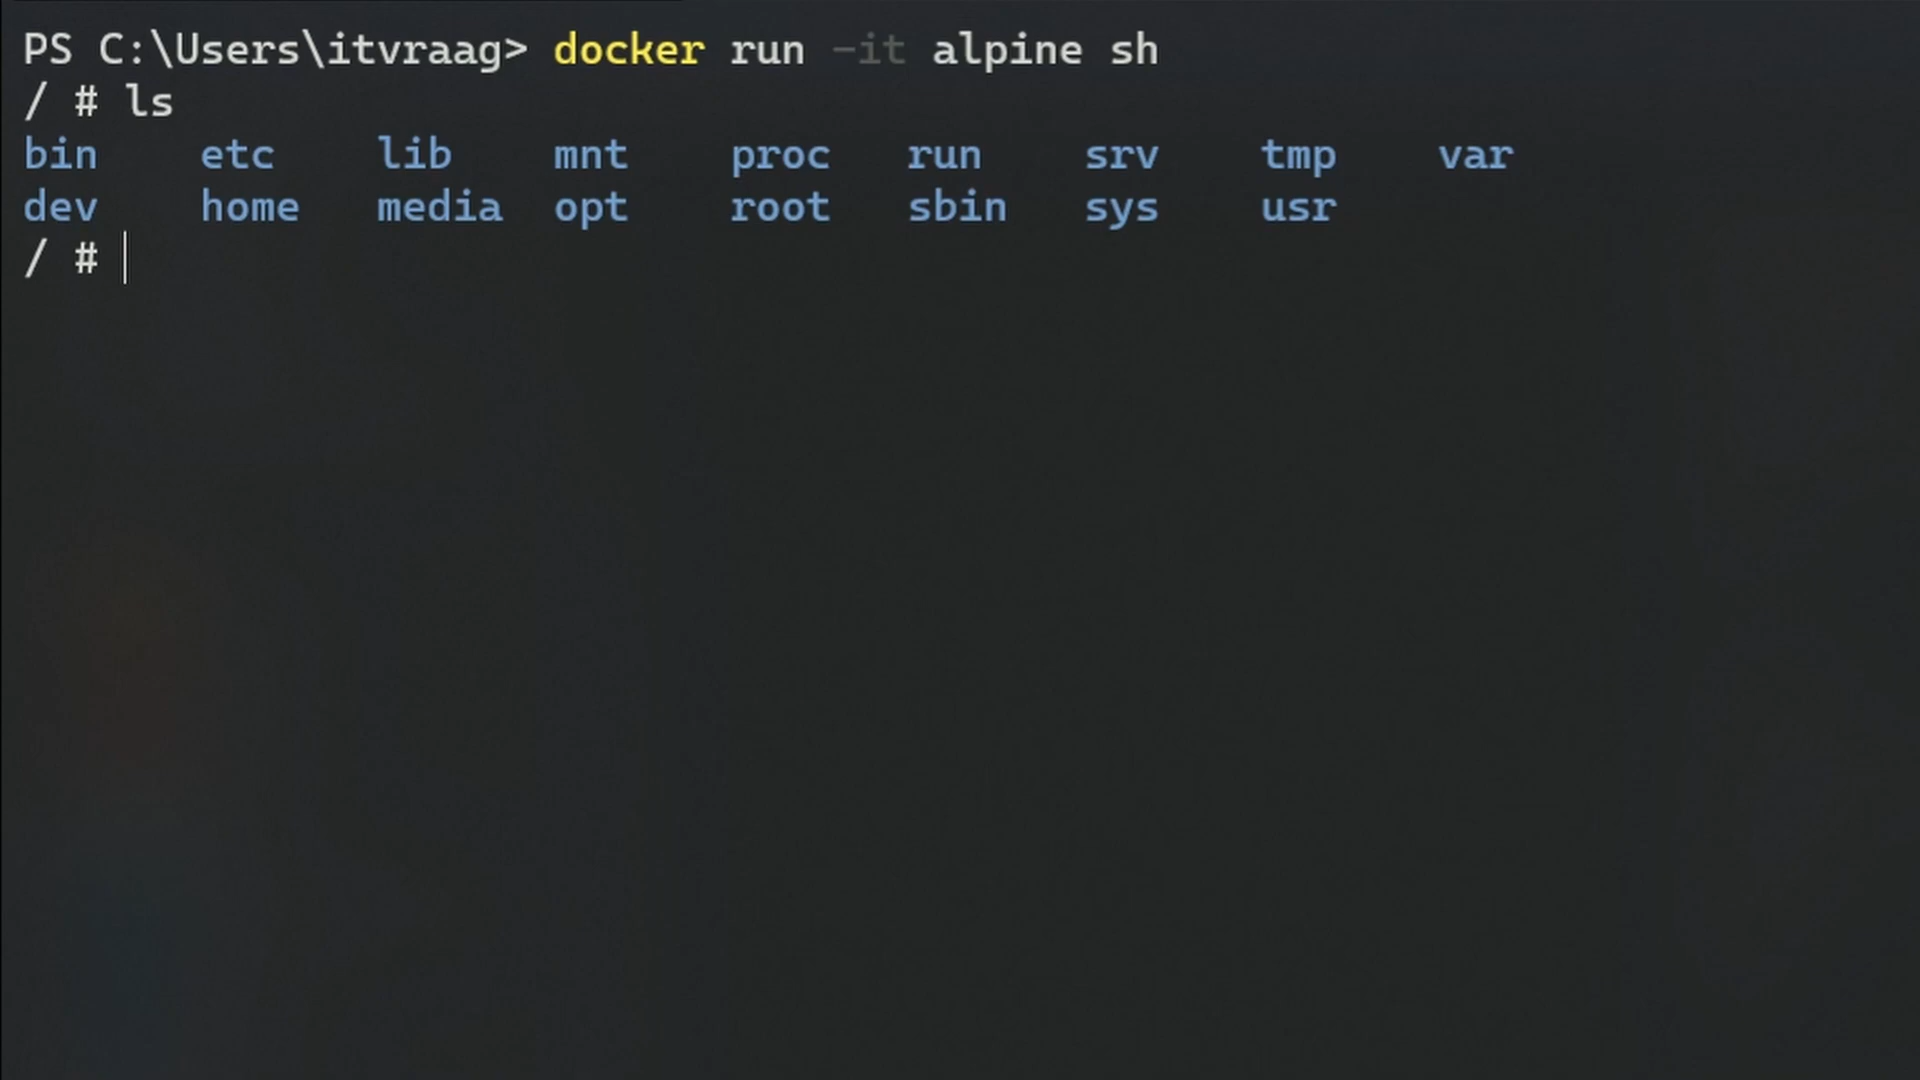 PS C:\Users\itvraag> docker run -it alpine sh
/ # ls
bin etc lib mnt proc run srv tmp var
dev home media opt root sbin sys usr
/ #